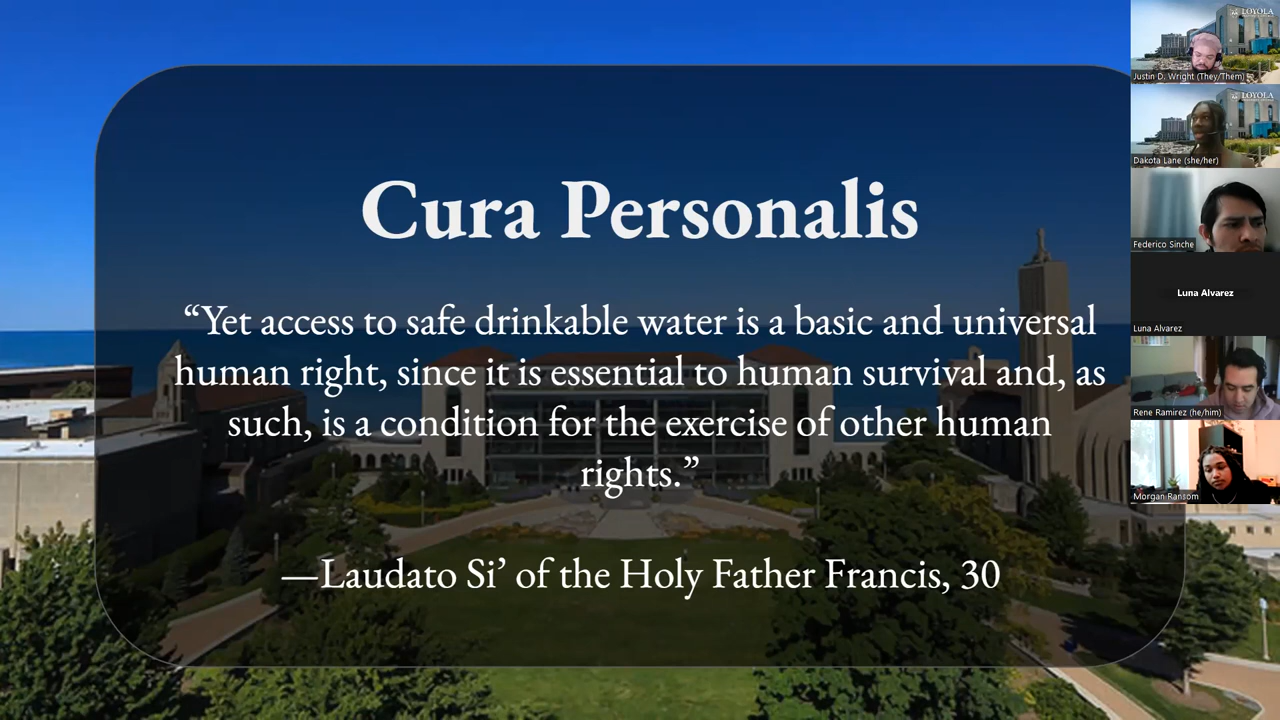 Cura Personalis
“Yet access to safe drinkable water is a basic and universal
human right, since it is essential to human survival and, as
such, is a condition for the exercise of other human
rights.”
—Laudato Si’ of the Holy Father Francis, 30
LOYOLA
Justin D. Wright (They/Them)
LOYOLA
Dakota Lane (she/her)
Federico Sinche
Luna Alvarez
Luna Alvarez
Rene Ramirez (he/him)
Morgan Ransom